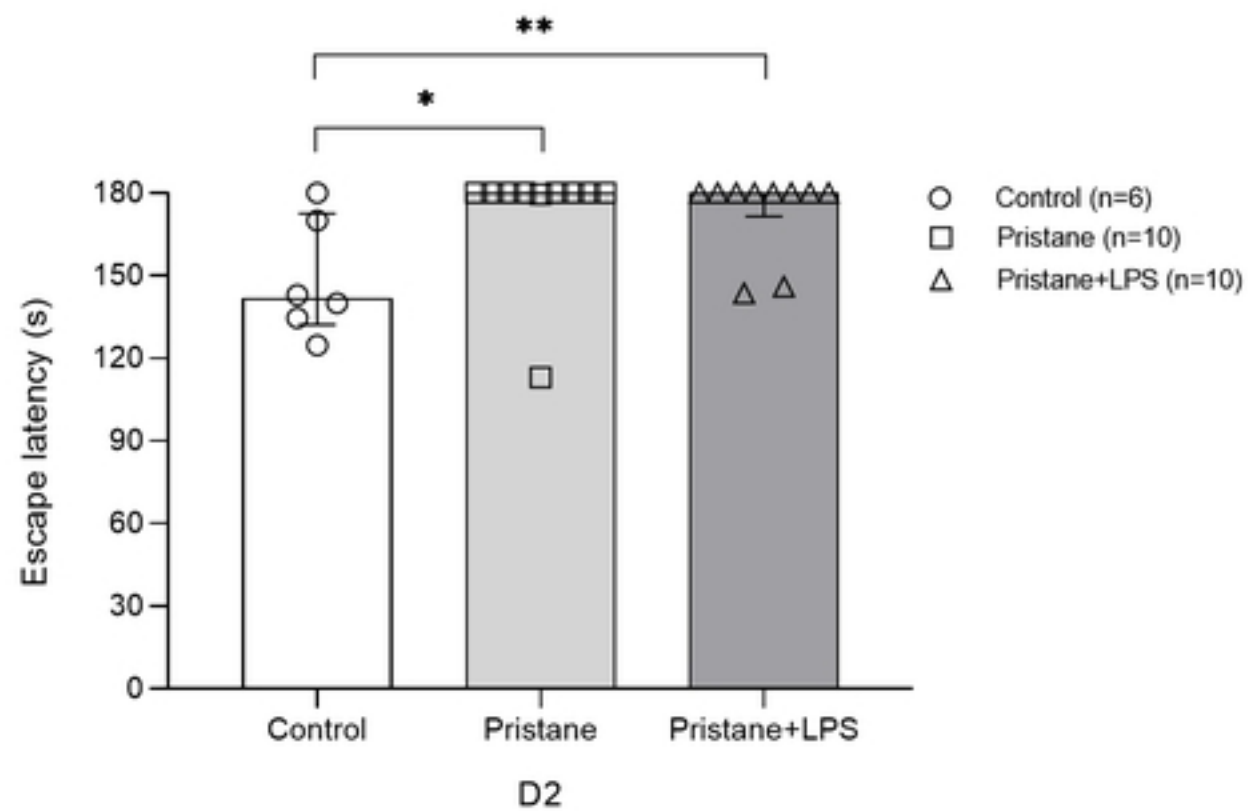 **
*
180
150
120
90
60
30
0
Escape latency (s)
Control
Pristane
Pristane+LPS
D2
Control (n=6)
Pristane (n=10)
Pristane+LPS (n=10)